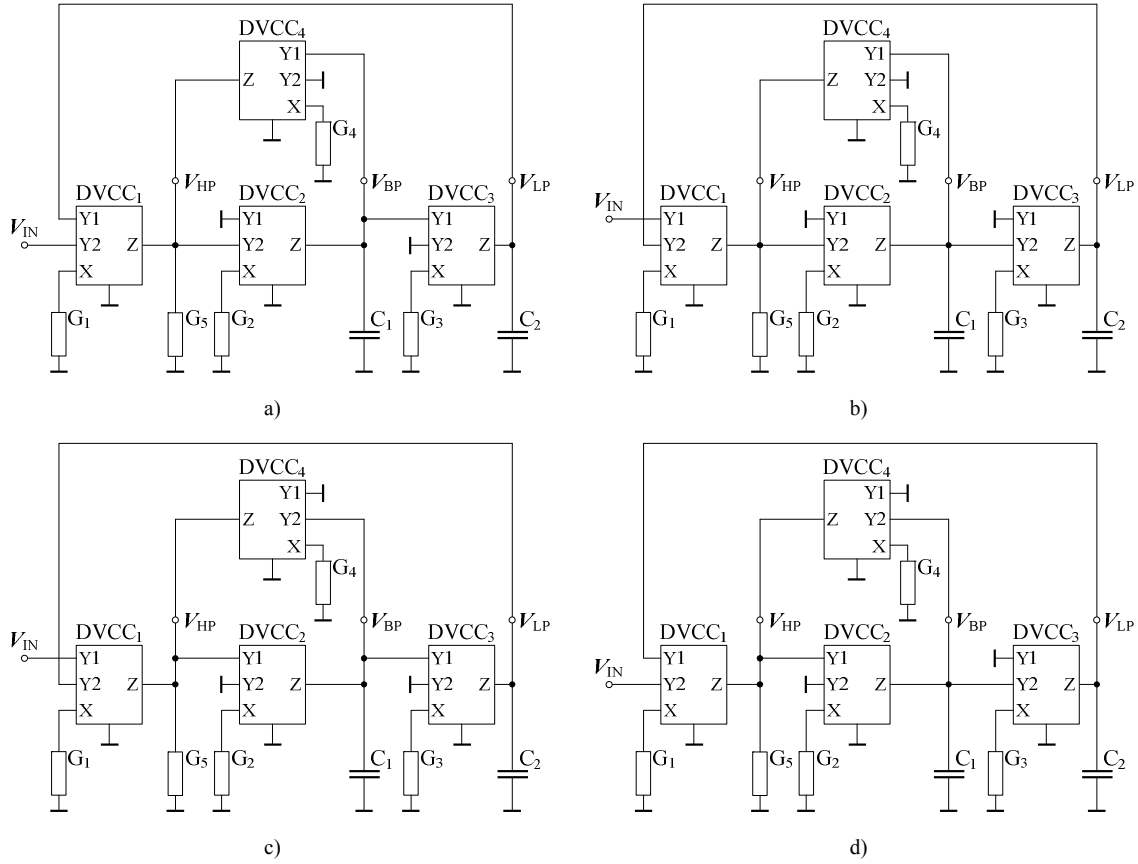 DVCC4
Y1
Z Y2
X
G4
VHP VBP VLP
DVCC1 DVCC2 DVCC3
VIN
Y1 Y1 Y1
Y2 Z Y2 Z Y2 Z
X X X
G1 G5 G2 C1 G3 C2
a)
DVCC4
Y1
Z Y2
X
G4
VHP VBP VLP
DVCC1 DVCC2 DVCC3
VIN
Y1 Y1 Y1
Y2 Z Y2 Z Y2 Z
X X X
G1 G5 G2 C1 G3 C2
b)
DVCC4
Y1
Z Y2
X
G4
VHP VBP VLP
DVCC1 DVCC2 DVCC3
VIN
Y1 Y1 Y1
Y2 Z Y2 Z Y2 Z
X X X
G1 G5 G2 C1 G3 C2
c)
DVCC4
Y1
Z Y2
X
G4
VHP VBP VLP
DVCC1 DVCC2 DVCC3
VIN
Y1 Y1 Y1
Y2 Z Y2 Z Y2 Z
X X X
G1 G5 G2 C1 G3 C2
d)